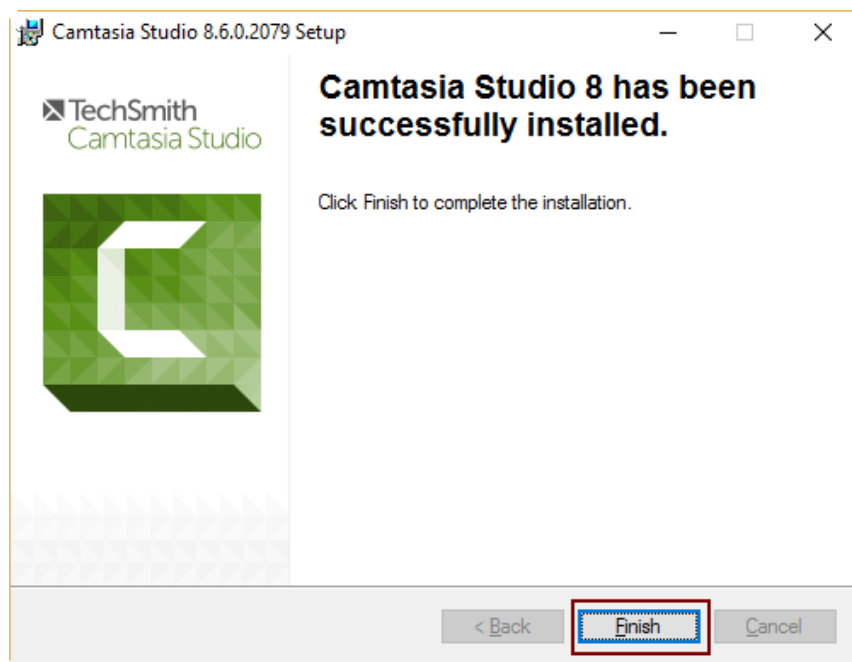 Camtasia Studio 8.6.0.2079 Setup
TechSmith
Camtasia Studio
Camtasia Studio 8 has been
successfully installed.
Click Finish to complete the installation.
< Back
Finish
Cancel